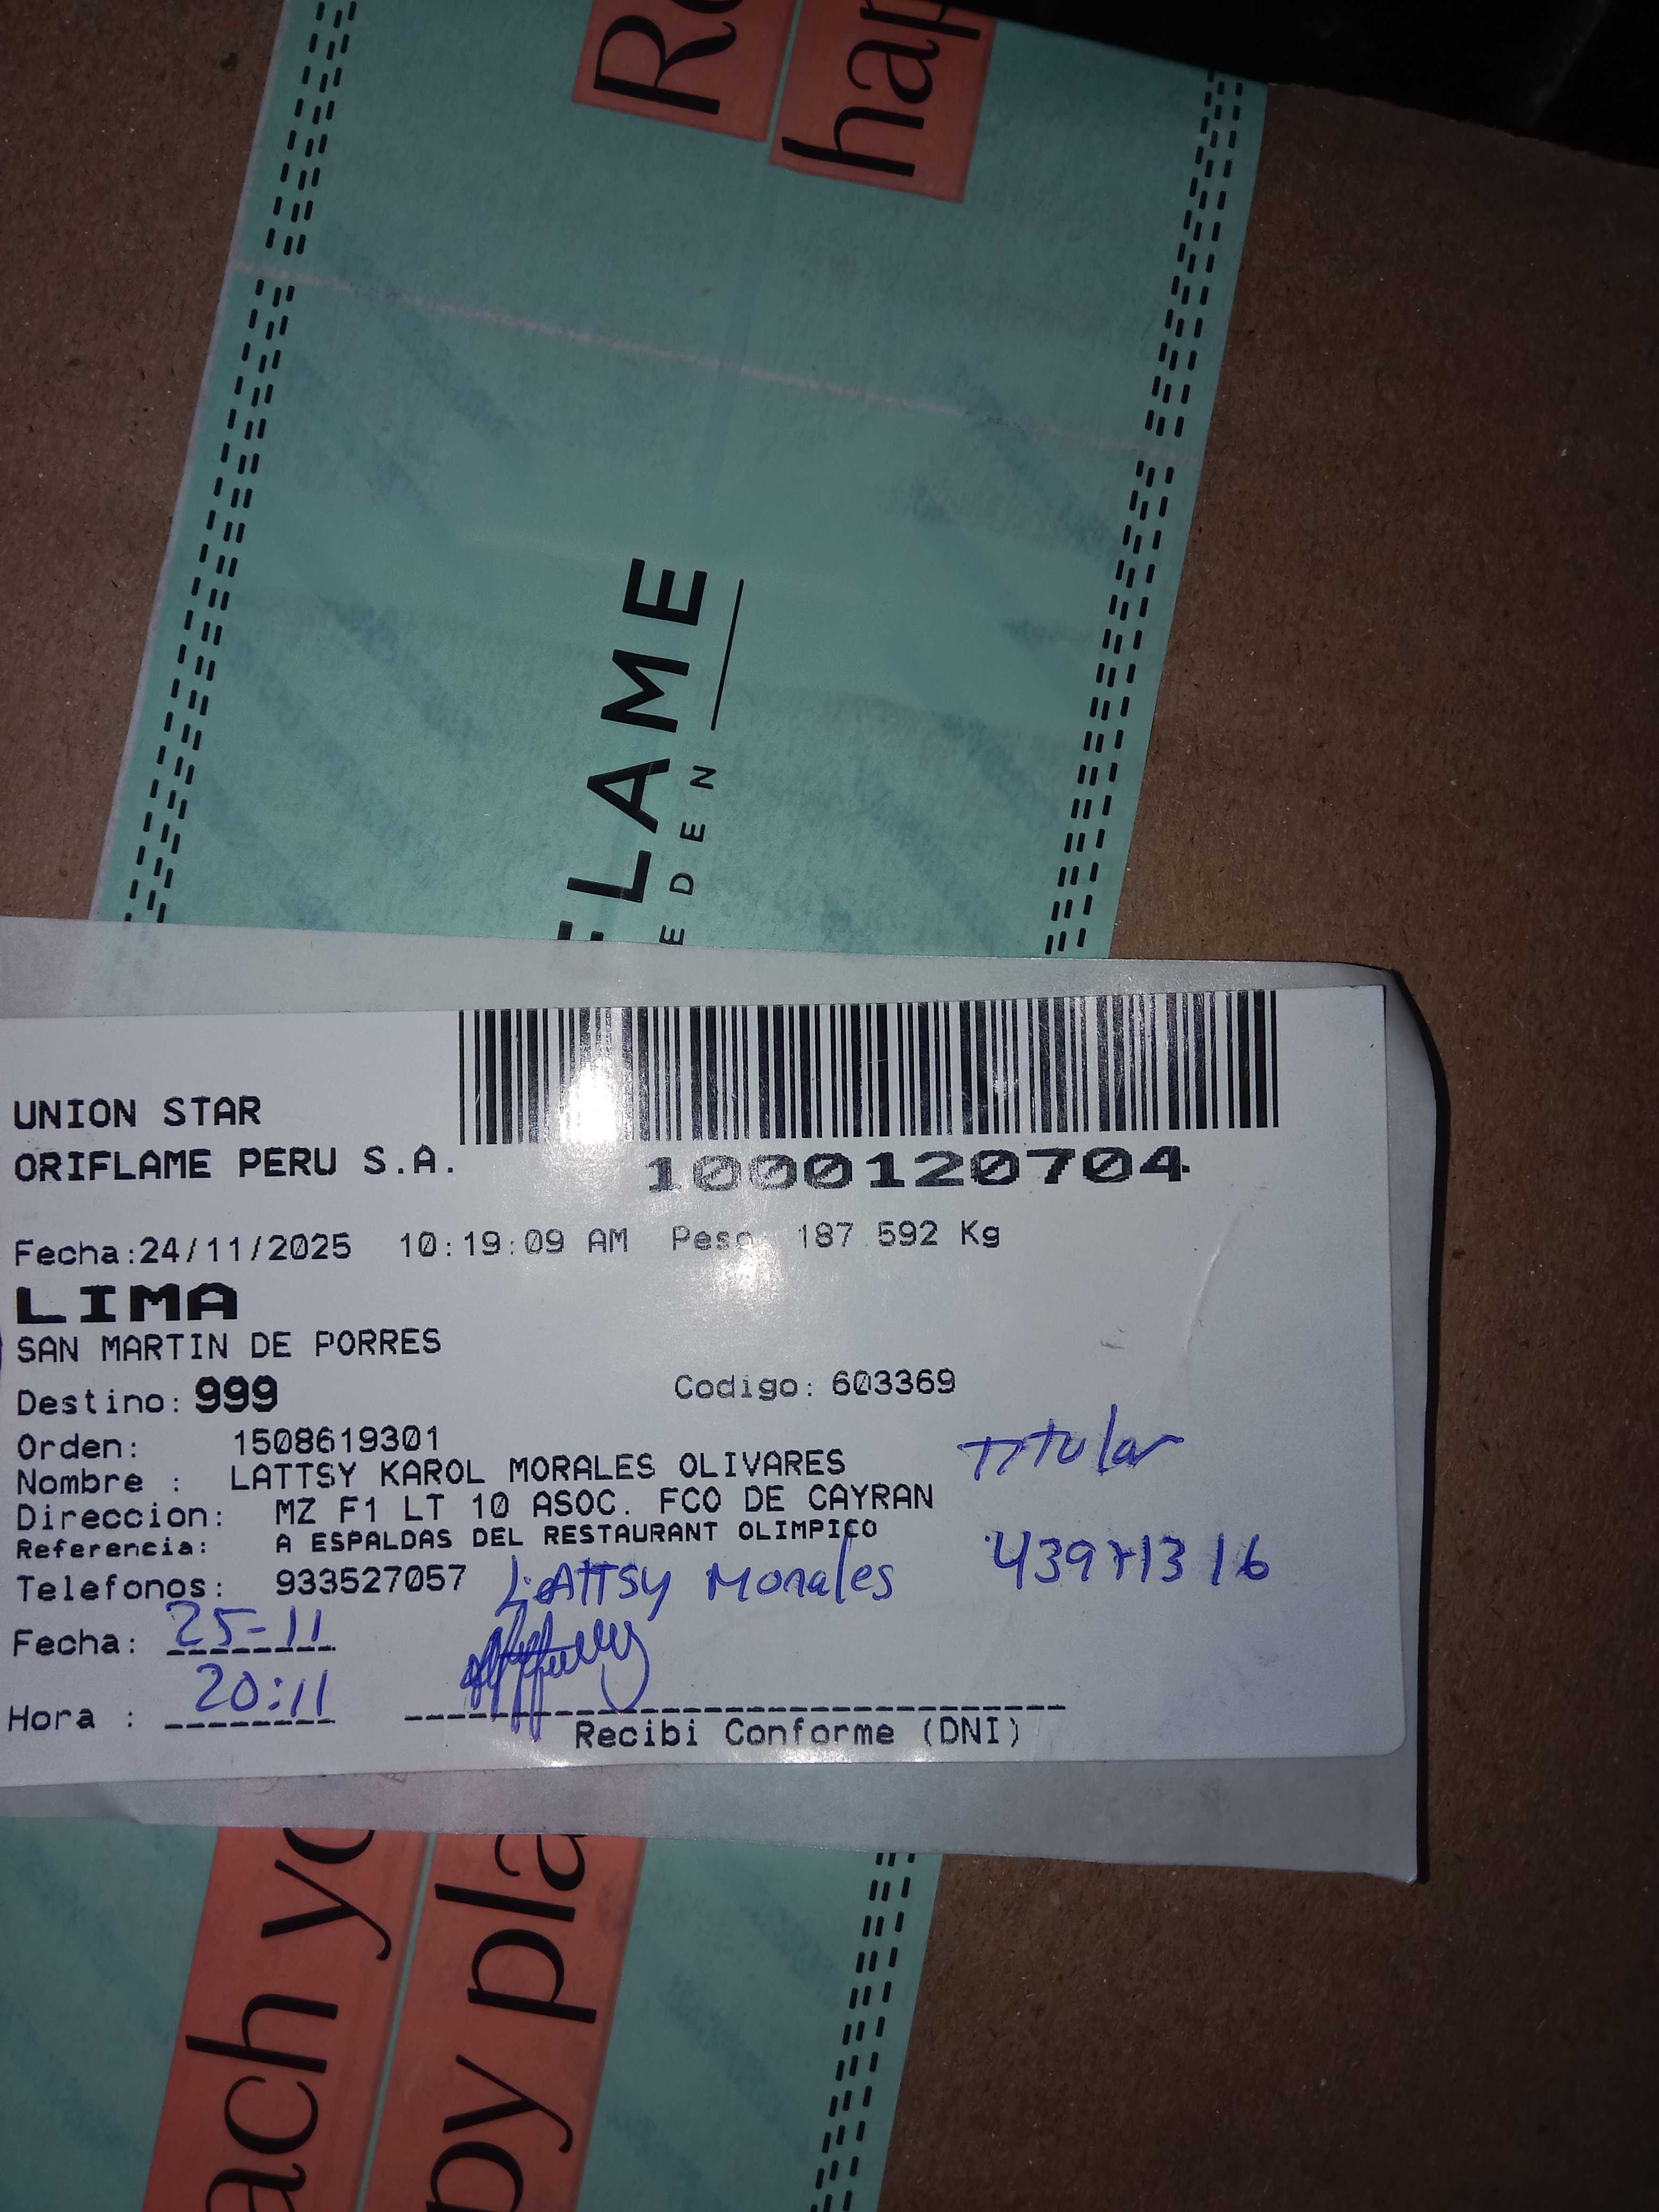 Re
hap
FLAME
EDEN
UNION STAR
ORIFLAME PERU S.A.
1000120704
Fecha:24/11/2025 10:19:09 AM Peso: 187.592 Kg
LIMA
SAN MARTIN DE PORRES
Destino: 999 Codigo: 603369
Orden: 1508619301
Nombre : LATTSY KAROL MORALES OLIVARES Titular
Direccion: MZ F1 LT 10 ASOC. FCO DE CAYRAN
Referencia: A ESPALDAS DEL RESTAURANT OLIMPICO
Telefonos: 933527057 LATTSY Morales
Fecha: 25-11
Hora : 20:11
Recibi Conforme (DNI)
ach yo
py pla